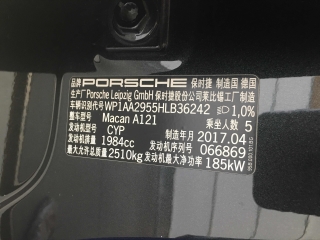 品牌 PORSCHE 保时捷 制造国 德国
生产厂 Porsche Leipzig GmbH 保时捷股份公司莱比锡工厂制造
车辆识别代号 WP1AA2955HLB36242 1,0%
整车型号 Macan A121 乘坐人数 5
发动机型号 CYP 制造年月 2017.04
发动机排量 1984cc 发动机序列号 066869
最大允许总质量 2510kg 发动机最大净功率 185kW